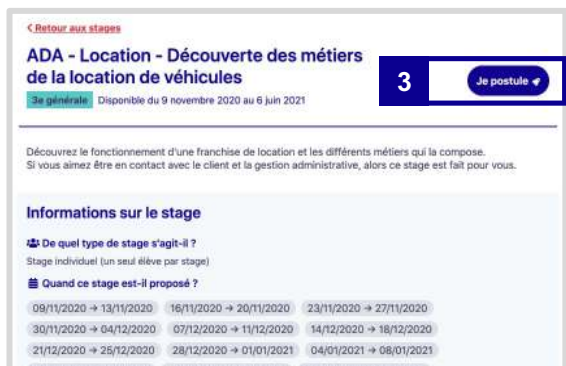 < Retour aux stages
ADA - Location - Découverte des métiers
de la location de véhicules
3
Je postule
3e générale Disponible du 9 novembre 2020 au 6 juin 2021
Découvrez le fonctionnement d'une franchise de location et les différents métiers qui la compose.
Si vous aimez être en contact avec le client et la gestion administrative, alors ce stage est fait pour vous.
Informations sur le stage
De quel type de stage s'agit-il ?
Stage individuel (un seul élève par stage)
Quand ce stage est-il proposé ?
09/11/2020 → 13/11/2020 16/11/2020 → 20/11/2020 23/11/2020 → 27/11/2020
30/11/2020 → 04/12/2020 07/12/2020 → 11/12/2020 14/12/2020 → 18/12/2020
21/12/2020 → 25/12/2020 28/12/2020 → 01/01/2021 04/01/2021 → 08/01/2021